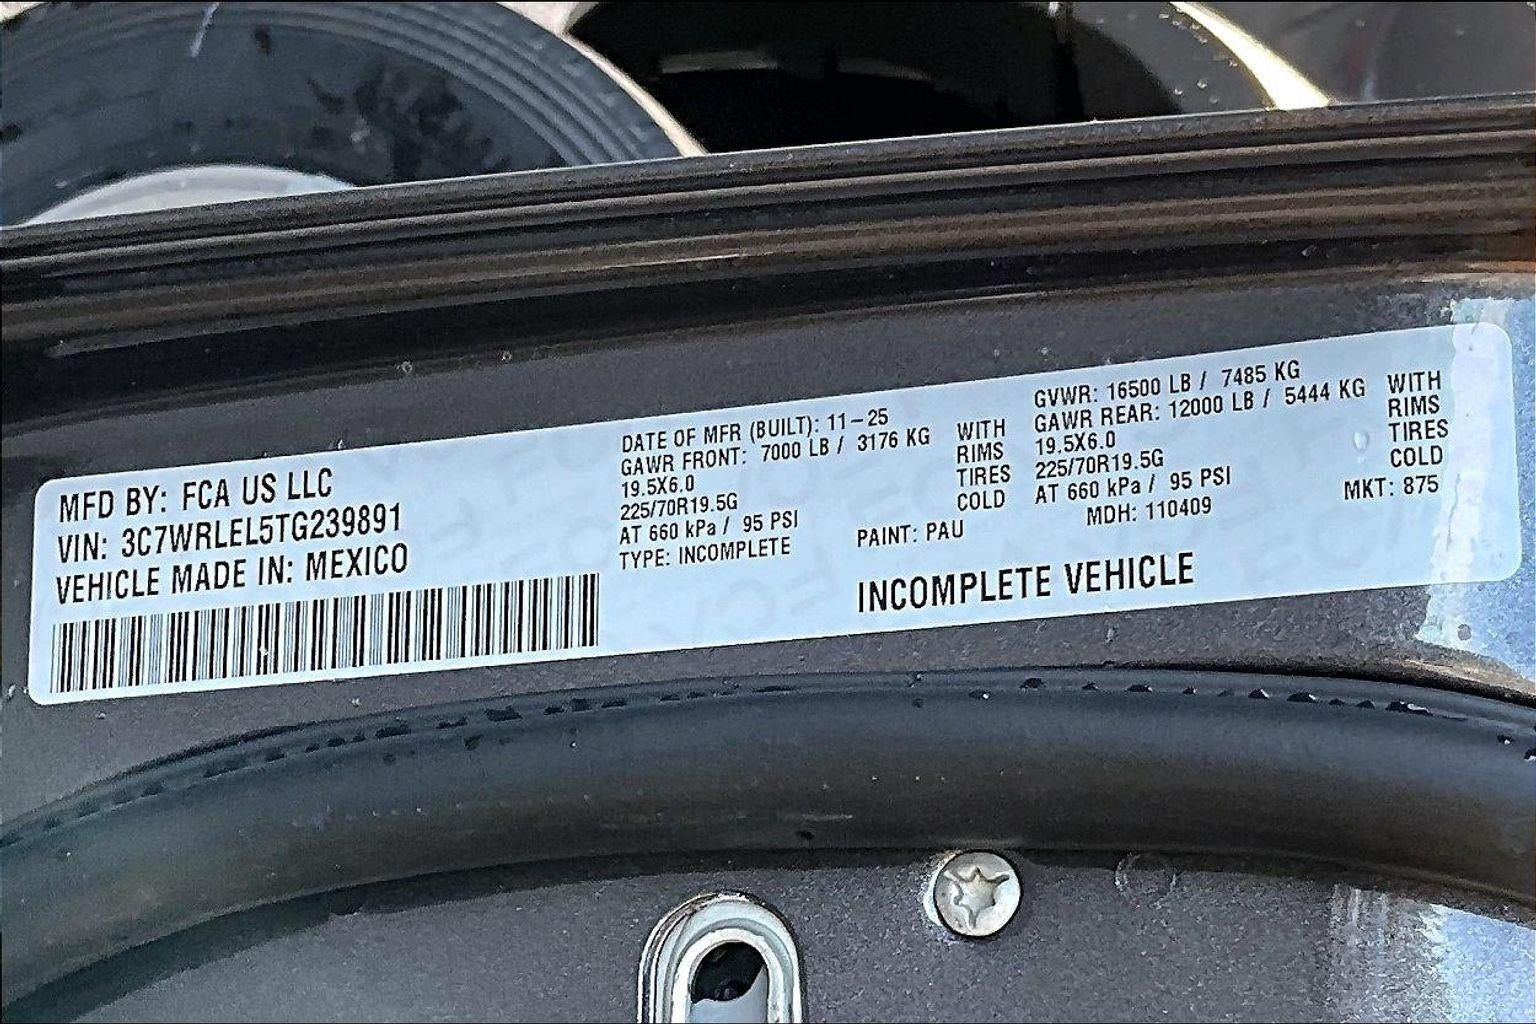 MFD BY: FCA US LLC
VIN: 3C7WRLEL5TG239891
VEHICLE MADE IN: MEXICO
DATE OF MFR (BUILT): 11-25
GAWR FRONT: 7000 LB / 3176 KG WITH
19.5X6.0 RIMS
225/70R19.5G TIRES
AT 660 kPa / 95 PSI COLD
TYPE: INCOMPLETE
PAINT: PAU
GVWR: 16500 LB / 7485 KG
GAWR REAR: 12000 LB / 5444 KG WITH
19.5X6.0 RIMS
225/70R19.5G TIRES
AT 660 kPa / 95 PSI COLD
MDH: 110409
MKT: 875
INCOMPLETE VEHICLE